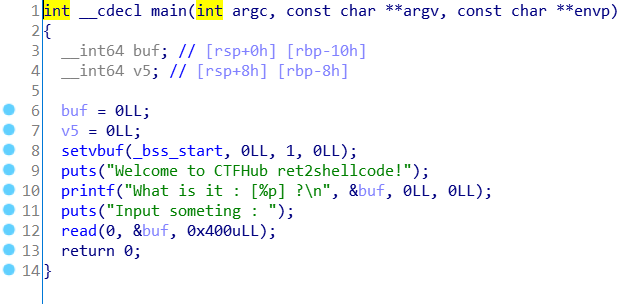 1 int __cdecl main(int argc, const char **argv, const char **envp)
2 {
3   __int64 buf; // [rsp+0h] [rbp-10h]
4   __int64 v5; // [rsp+8h] [rbp-8h]
5
6   buf = 0LL;
7   v5 = 0LL;
8   setvbuf(_bss_start, 0LL, 1, 0LL);
9   puts("Welcome to CTFHub ret2shellcode!");
10   printf("What is it : [%p] ?\n", &buf, 0LL, 0LL);
11   puts("Input someting : ");
12   read(0, &buf, 0x400uLL);
13   return 0;
14 }